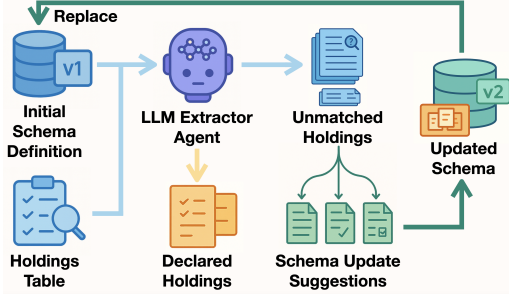 Replace
v1
Initial
Schema
Definition
LLM Extractor
Agent
Unmatched
Holdings
v2
Updated
Schema
Holdings
Table
Declared
Holdings
Schema Update
Suggestions